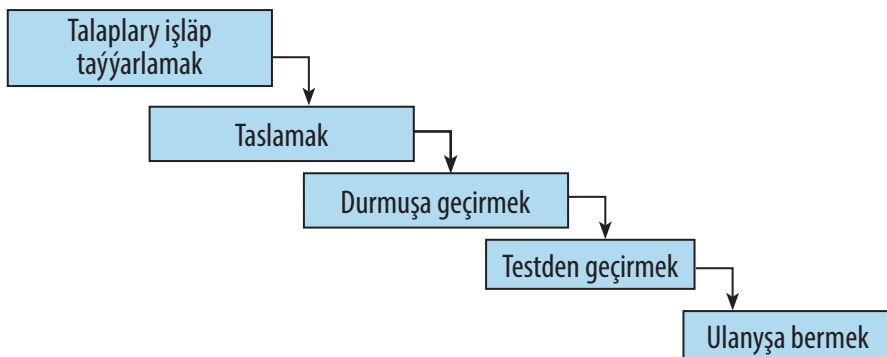 Talaplary işläp
taýýarlamak
Taslamak
Durmuşa geçirmek
Testden geçirmek
Ulanyşa bermek